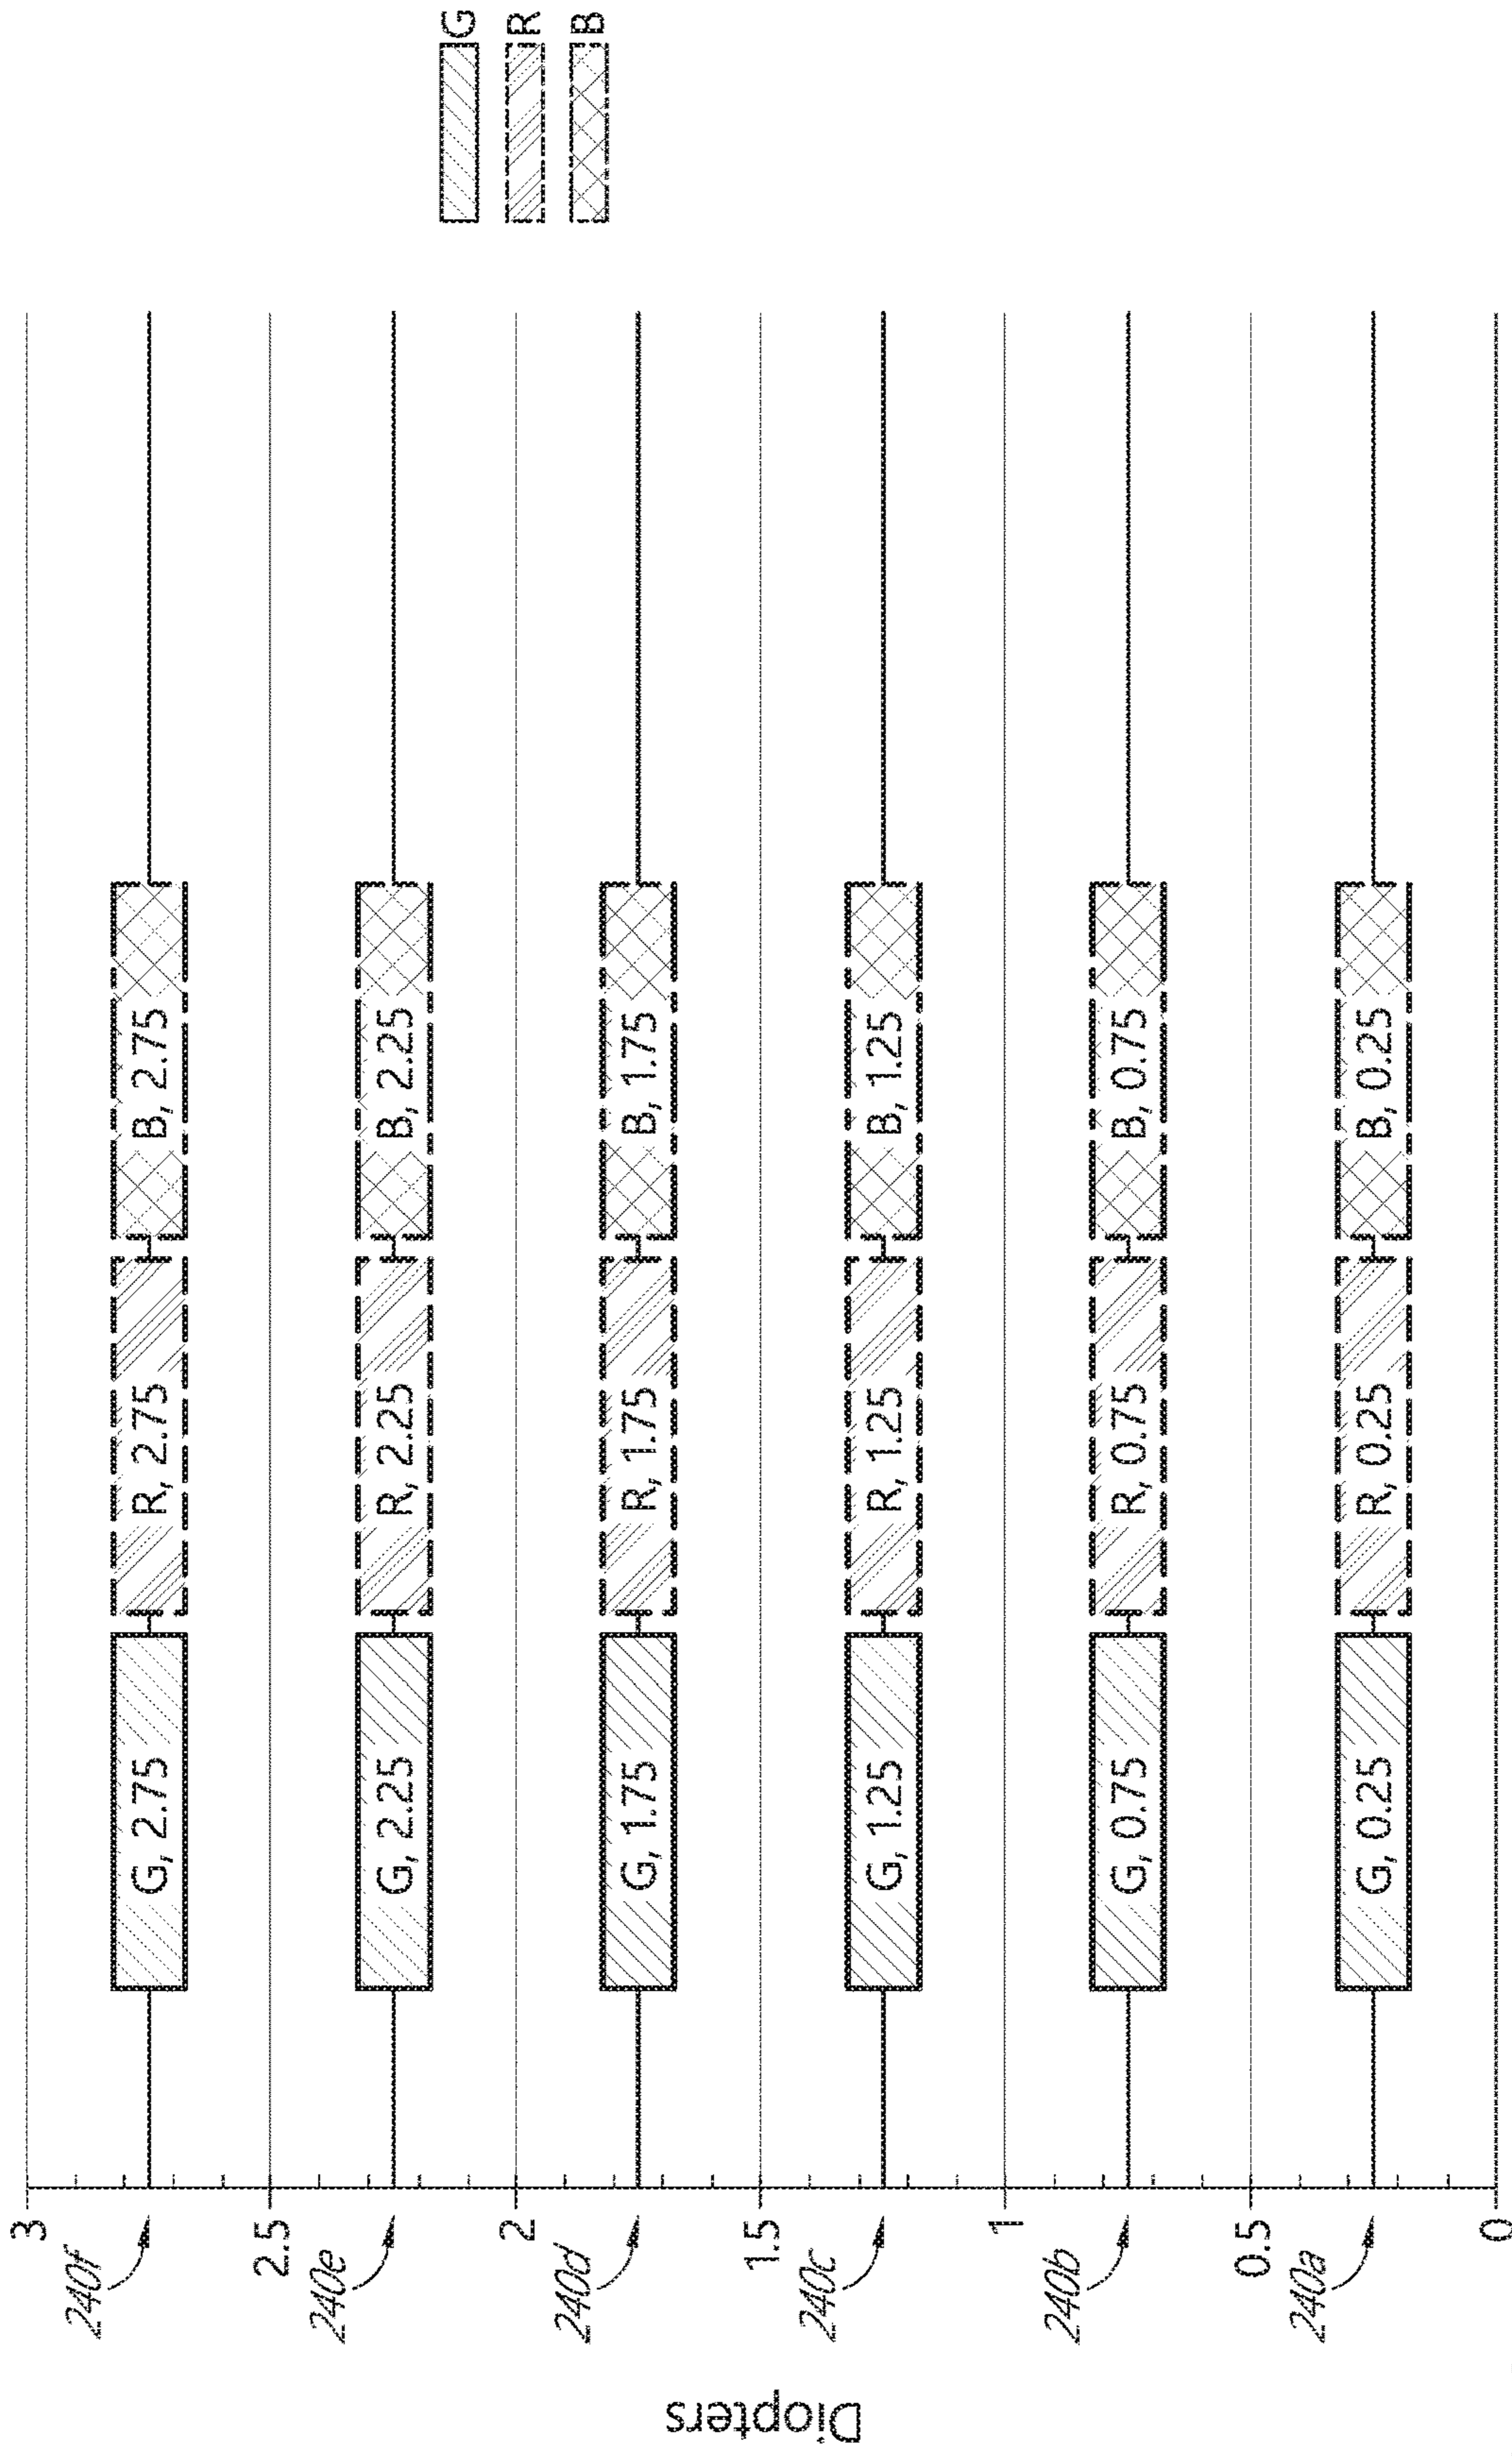 Diopters
3
240f
G, 2.75 R, 2.75 B, 2.75
2.5
240e
G, 2.25 R, 2.25 B, 2.25
2
240d
G, 1.75 R, 1.75 B, 1.75
1.5
240c
G, 1.25 R, 1.25 B, 1.25
1
240b
G, 0.75 R, 0.75 B, 0.75
0.5
240a
G, 0.25 R, 0.25 B, 0.25
0
G
R
B